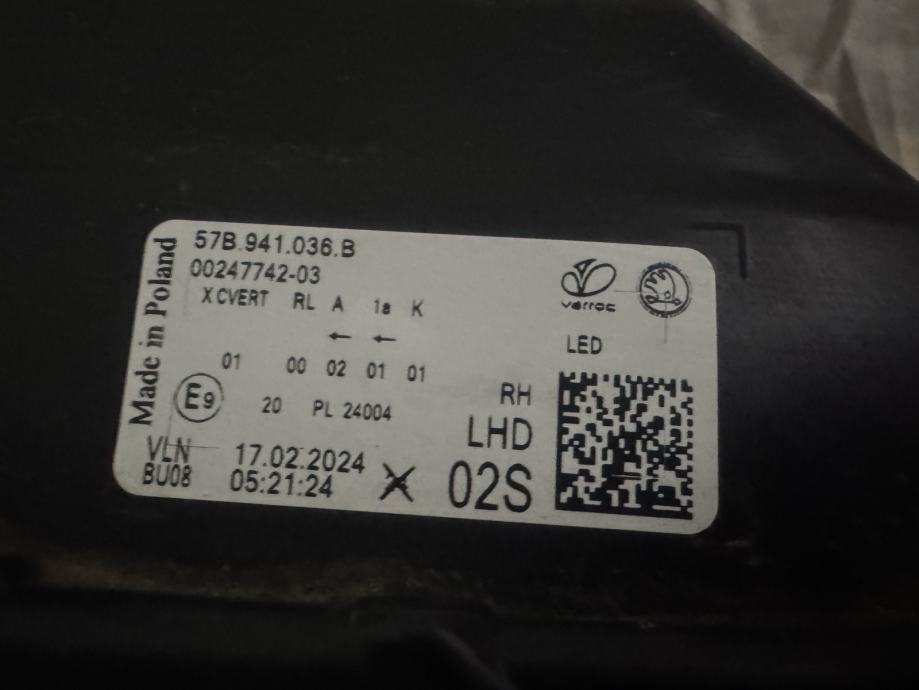 Made in Poland
57B.941.036.B
00247742-03
X CVERT RL A 1a K
← ←
01 00 02 01 01
E9
20 PL 24004
VLN
BU08
17.02.2024
05:21:24
X
varroc
LED
RH
LHD
02S